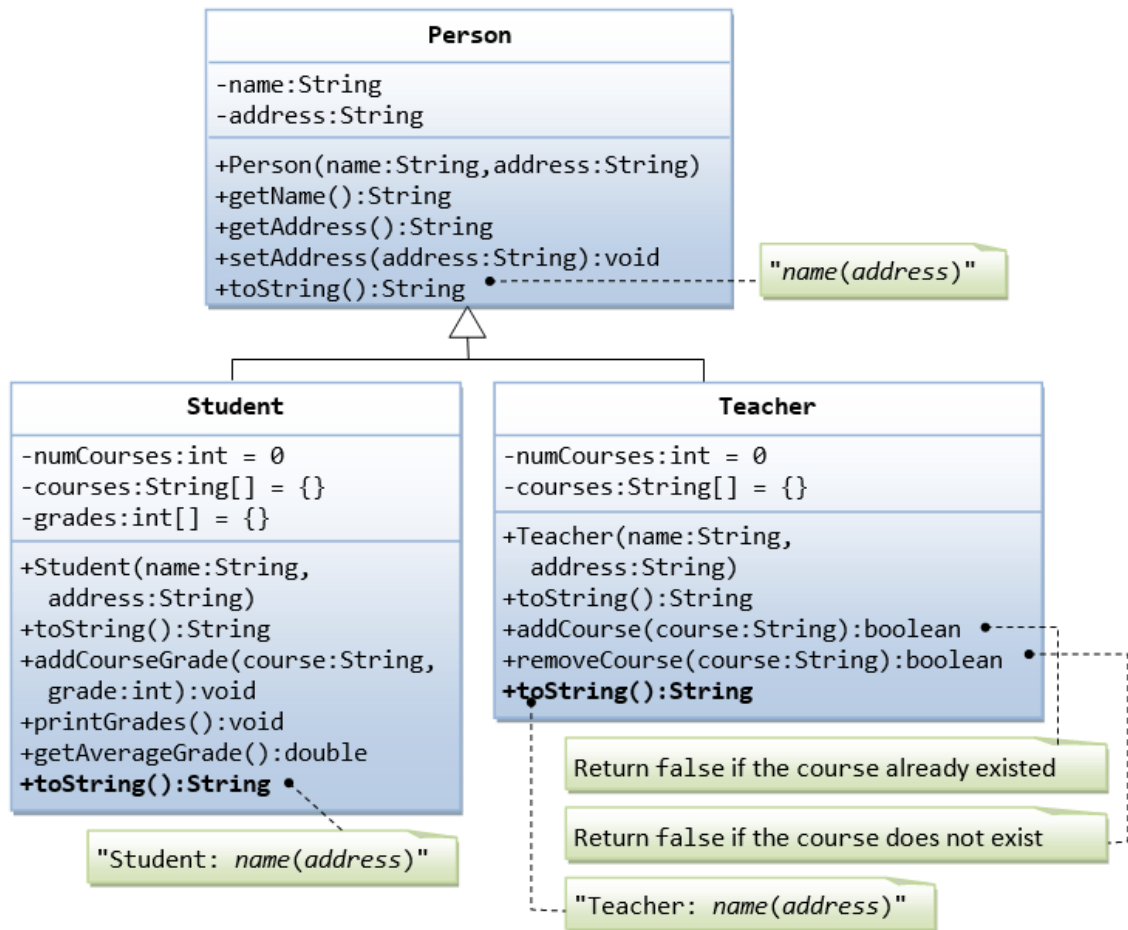 Person
-name:String
-address:String
+Person(name:String,address:String)
+getName():String
+getAddress():String
+setAddress(address:String):void
+toString():String
"name(address)"
Student
-numCourses:int = 0
-courses:String[] = {}
-grades:int[] = {}
+Student(name:String,
address:String)
+toString():String
+addCourseGrade(course:String,
grade:int):void
+printGrades():void
+getAverageGrade():double
+toString():String
"Student: name(address)"
Teacher
-numCourses:int = 0
-courses:String[] = {}
+Teacher(name:String,
address:String)
+toString():String
+addCourse(course:String):boolean
+removeCourse(course:String):boolean
+toString():String
Return false if the course already existed
Return false if the course does not exist
"Teacher: name(address)"